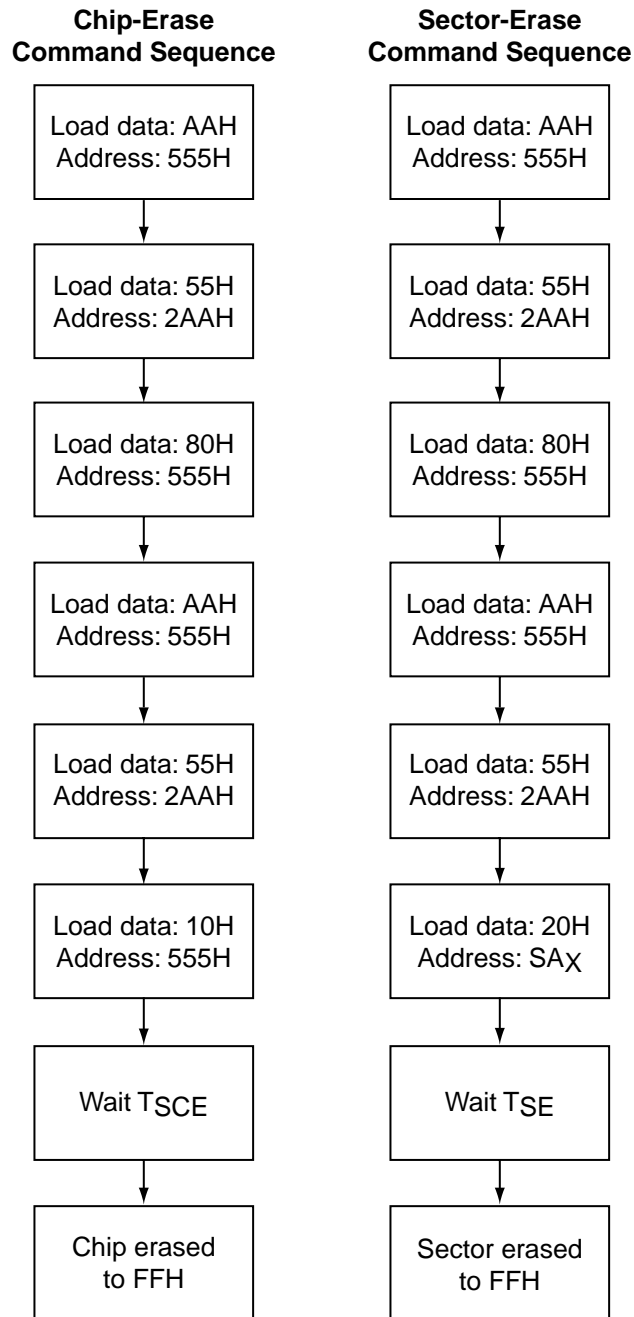 Chip-Erase
Command Sequence
Load data: AAH
Address: 555H
Load data: 55H
Address: 2AAH
Load data: 80H
Address: 555H
Load data: AAH
Address: 555H
Load data: 55H
Address: 2AAH
Load data: 10H
Address: 555H
Wait TSCE
Chip erased
to FFH
Sector-Erase
Command Sequence
Load data: AAH
Address: 555H
Load data: 55H
Address: 2AAH
Load data: 80H
Address: 555H
Load data: AAH
Address: 555H
Load data: 55H
Address: 2AAH
Load data: 20H
Address: SAX
Wait TSE
Sector erased
to FFH